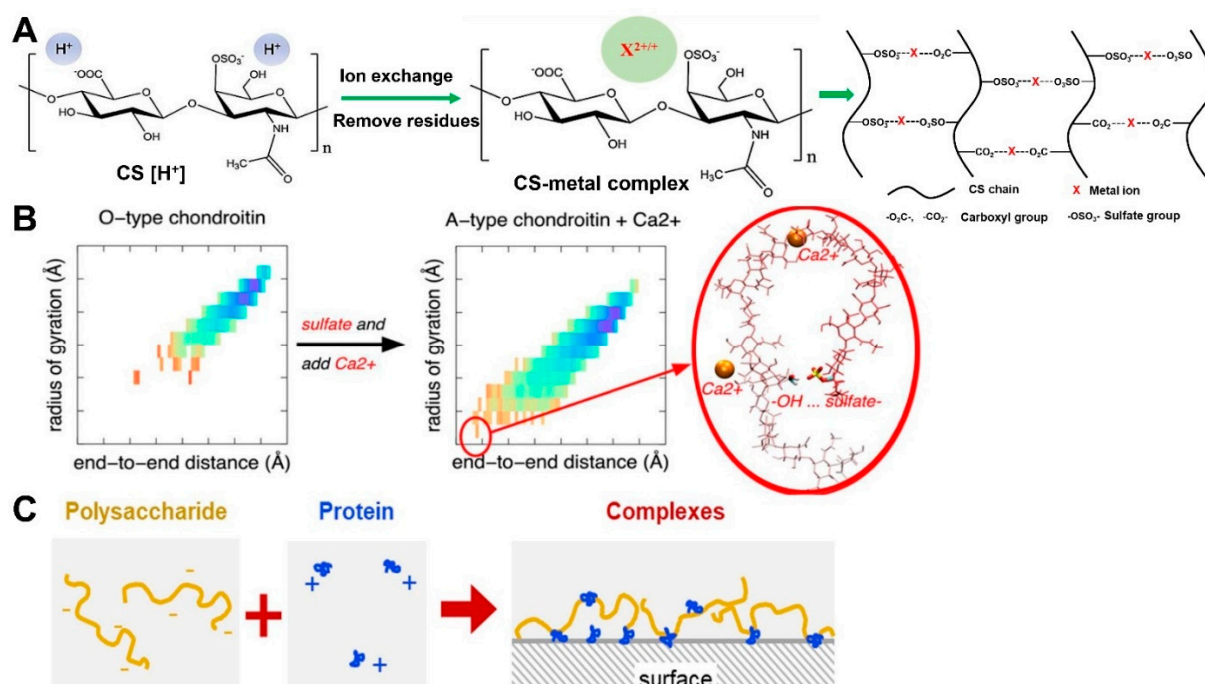 A
H⁺
H⁺
⁻OOC
OSO₃⁻
OH
O
O
O
O
HO
OH
NH
H₃C
O
n
CS [H⁺]
Ion exchange
Remove residues
X²⁺/⁺
⁻OOC
OSO₃⁻
OH
O
O
O
O
HO
OH
NH
H₃C
O
n
CS-metal complex
-OSO₃--X---O₂C-
-OSO₃---X---O₃SO
-OSO₃---X---O₃SO
-OSO₃---X---O₃SO
-CO₂---X---O₂C-
-CO₂--X---O₂C-
CS chain
X Metal ion
-O₂C-, -CO₂- Carboxyl group
-OSO₃- Sulfate group
B
O-type chondroitin
radius of gyration (Å)
end-to-end distance (Å)
sulfate and
add Ca2+
A-type chondroitin + Ca2+
radius of gyration (Å)
end-to-end distance (Å)
Ca2+
Ca2+
-OH ... sulfate-
C
Polysaccharide
+
Protein
Complexes
surface